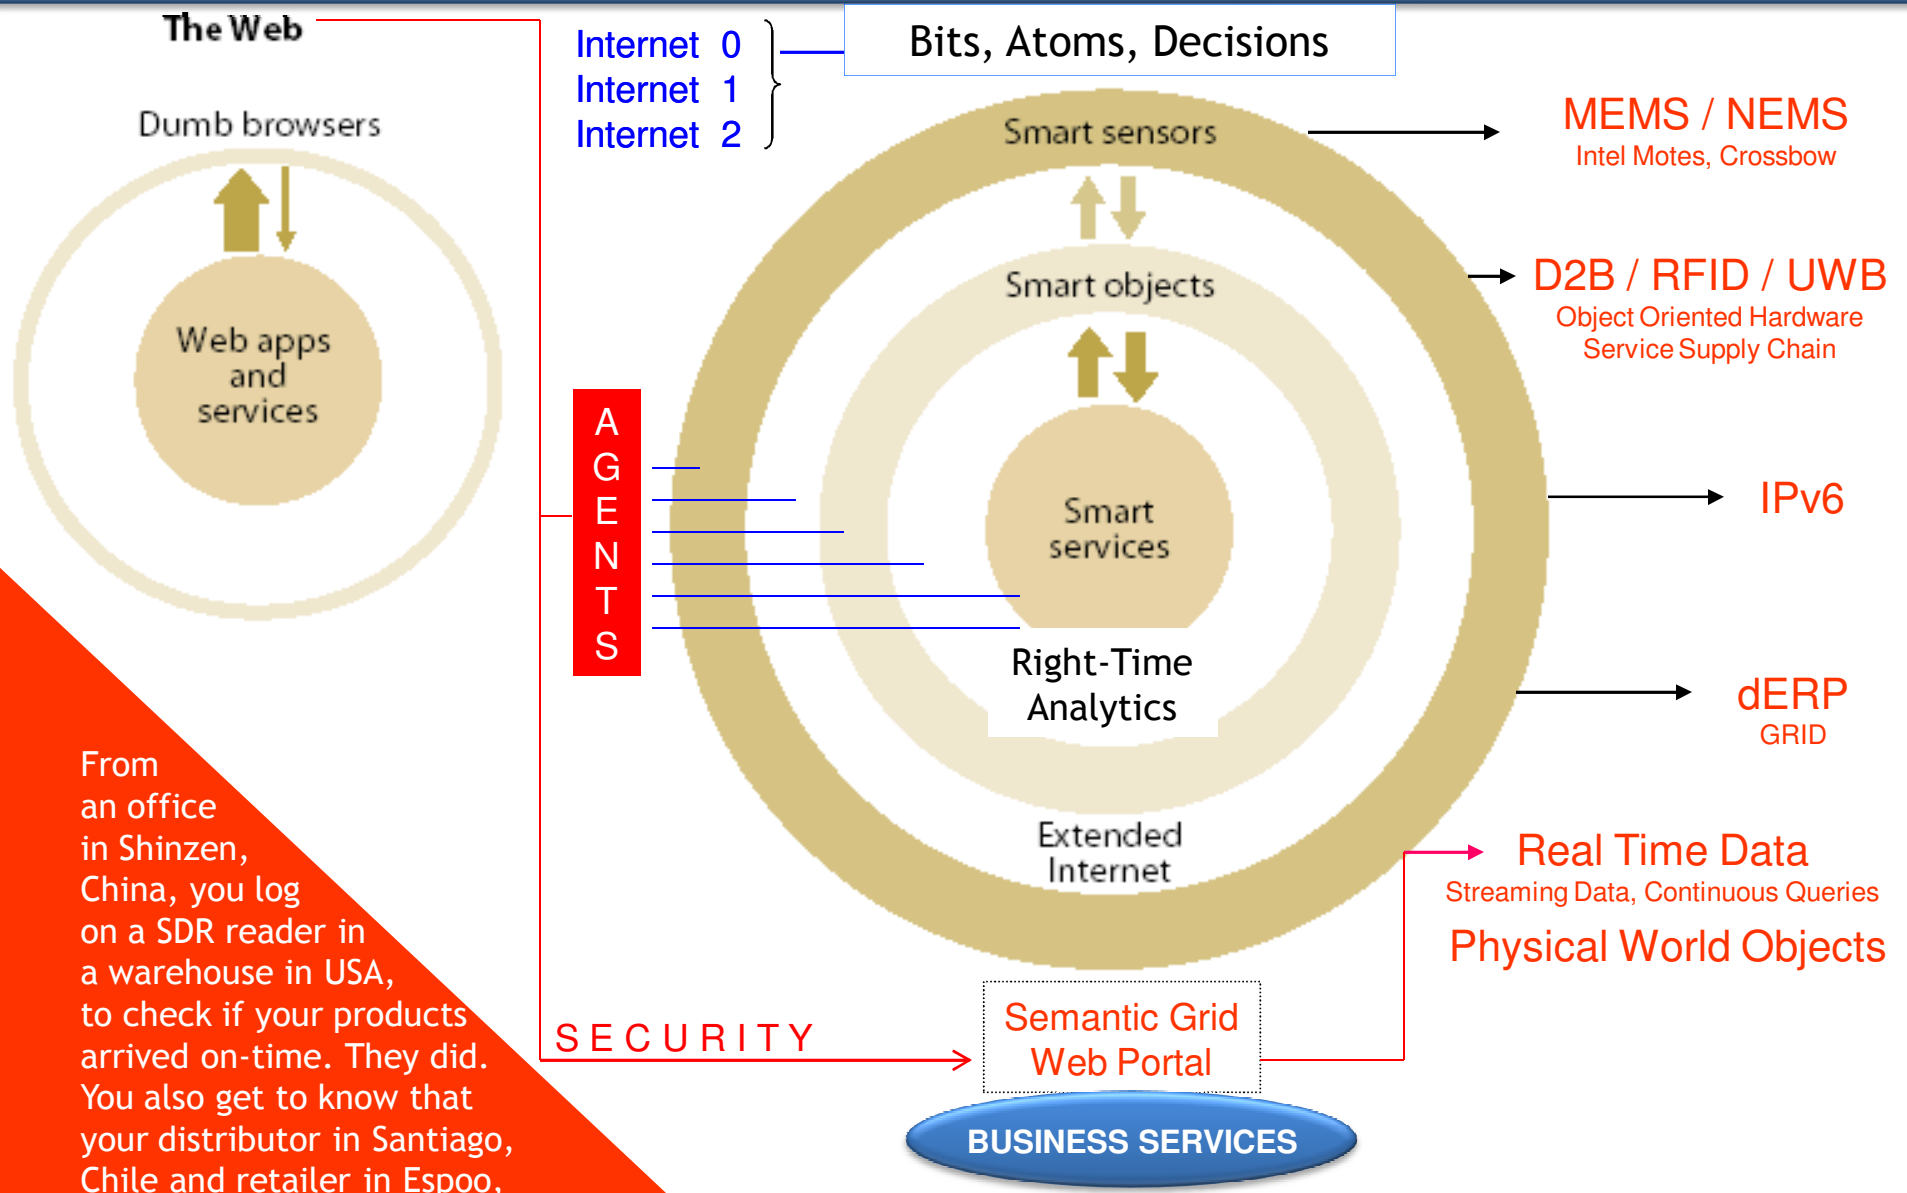 The Web
Dumb browsers
Web apps
and
services
Internet 0
Internet 1
Internet 2
Bits, Atoms, Decisions
Smart sensors
Smart objects
Smart
services
Right-Time
Analytics
Extended
Internet
A
G
E
N
T
S
MEMS / NEMS
Intel Motes, Crossbow
D2B / RFID / UWB
Object Oriented Hardware
Service Supply Chain
IPv6
dERP
GRID
Real Time Data
Streaming Data, Continuous Queries
Physical World Objects
SECURITY
Semantic Grid
Web Portal
BUSINESS SERVICES
From
an office
in Shinzen,
China, you log
on a SDR reader in
a warehouse in USA,
to check if your products
arrived on-time. They did.
You also get to know that
your distributor in Santiago,
Chile and retailer in Espoo,